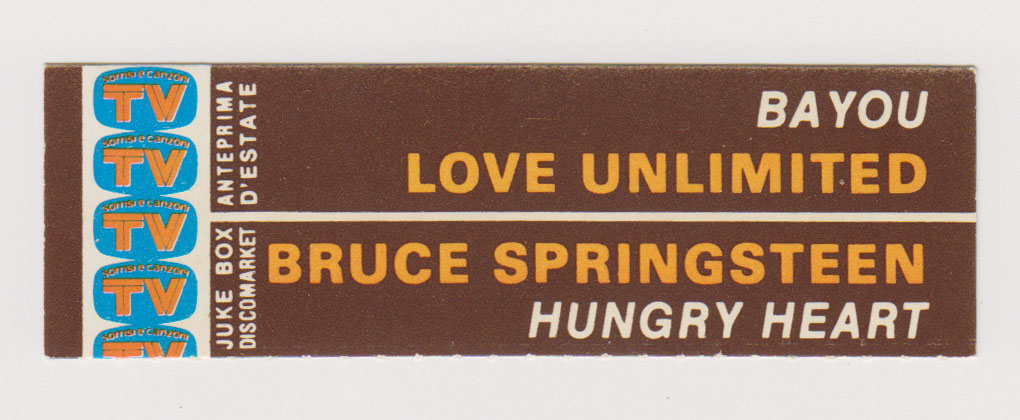 sorrisi e canzoni
TV
sorrisi e canzoni
TV
sorrisi e canzoni
TV
sorrisi e canzoni
TV
sorrisi e canzoni
TV
ANTEPRIMA
D'ESTATE
BAYOU
LOVE UNLIMITED
JUKE BOX
DISCOMARKET
BRUCE SPRINGSTEEN
HUNGRY HEART